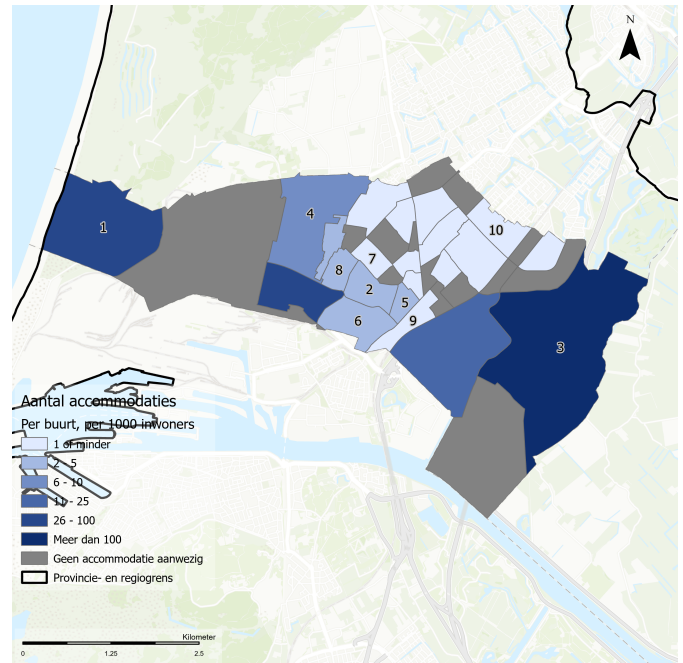 N
1
4
10
7
8
2
5
6
9
3
Aantal accommodaties
Per buurt, per 1000 inwoners
1 of minder
2 - 5
6 - 10
11 - 25
26 - 100
Meer dan 100
Geen accommodatie aanwezig
Provincie- en regiogrens
Kilometer
0 1.25 2.5